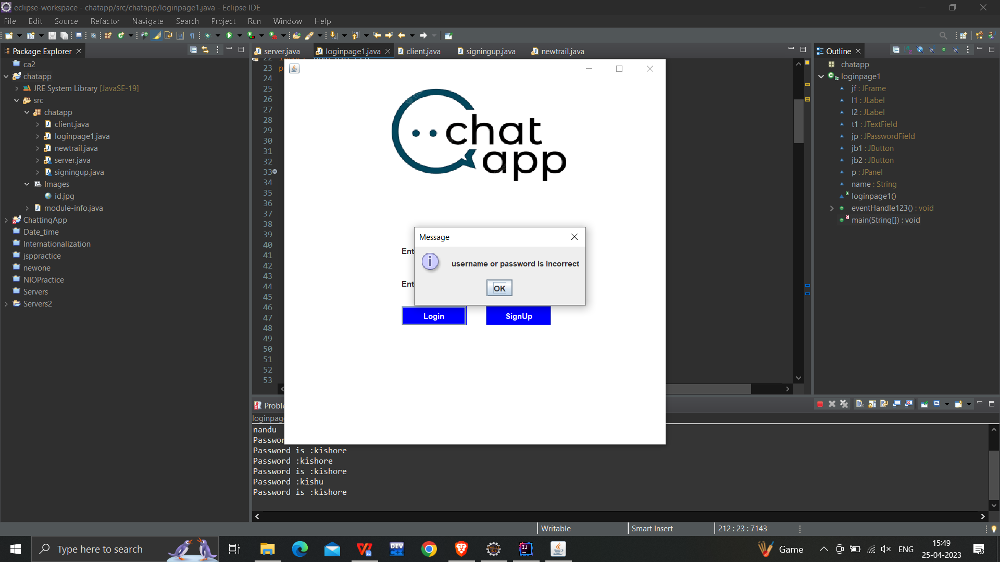 eclipse-workspace - chatapp/src/chatapp/loginpage1.java - Eclipse IDE
File Edit Source Refactor Navigate Search Project Run Window Help
Package Explorer
ca2
chatapp
JRE System Library [JavaSE-19]
src
chatapp
client.java
loginpage1.java
newtrail.java
server.java
signingup.java
Images
id.jpg
module-info.java
ChattingApp
Date_time
Internationalization
jsppractice
newone
NIOPractice
Servers
Servers2
server.java loginpage1.java client.java signingup.java newtrail.java
22
23 p
24
25
26
27
28
29
30
31
32
33
34
35
36
37
38
39
40
41
42
43
44
45
46
47
48
49
50
51
52
53
chat
app
Ent
Ent
Message
username or password is incorrect
OK
Login SignUp
Outline
chatapp
loginpage1
jf : JFrame
l1 : JLabel
l2 : JLabel
t1 : JTextField
jp : JPasswordField
jb1 : JButton
jb2 : JButton
p : JPanel
name : String
loginpage1()
eventHandle123() : void
main(String[]) : void
Proble
loginpag
nandu
Passwor
Password is :kishore
Password :kishore
Password is :kishore
Password :kishu
Password is :kishore
Writable Smart Insert 212 : 23 : 7143
Type here to search
DEV
Game
ENG
15:49
25-04-2023